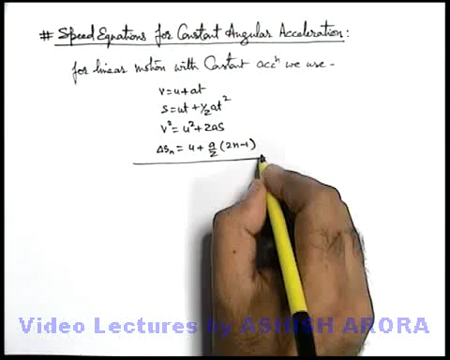 # Speed Equations for Constant Angular Acceleration:
for linear motion with Constant accⁿ we use -
v = u + at
s = ut + ½at²
v² = u² + 2as
Δsₙ = u + a/2 (2n-1)
Video Lectures by ASHISH ARORA